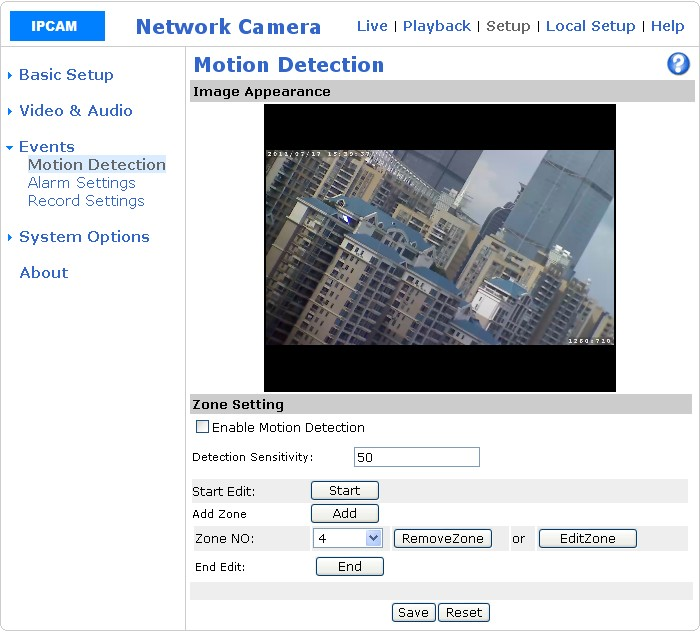 IPCAM
Network Camera
Live | Playback | Setup | Local Setup | Help
Basic Setup
Video & Audio
Events
Motion Detection
Alarm Settings
Record Settings
System Options
About
Motion Detection
?
Image Appearance
2011/07/17 15:39:37
1280:710
Zone Setting
Enable Motion Detection
Detection Sensitivity: 50
Start Edit: Start
Add Zone Add
Zone NO: 4 RemoveZone or EditZone
End Edit: End
Save Reset